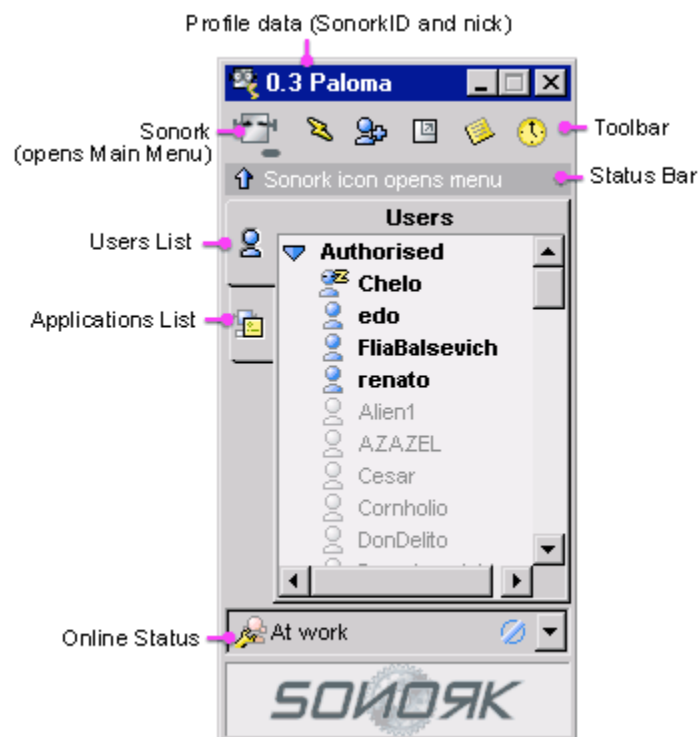 Profile data (SonorkID and nick)
0.3 Paloma
Sonork
(opens Main Menu)
Toolbar
Sonork icon opens menu
Status Bar
Users
Users List
Authorised
Chelo
Applications List
edo
FliaBalsevich
renato
Alien1
AZAZEL
Cesar
Cornholio
DonDelito
Online Status
At work
SONORK